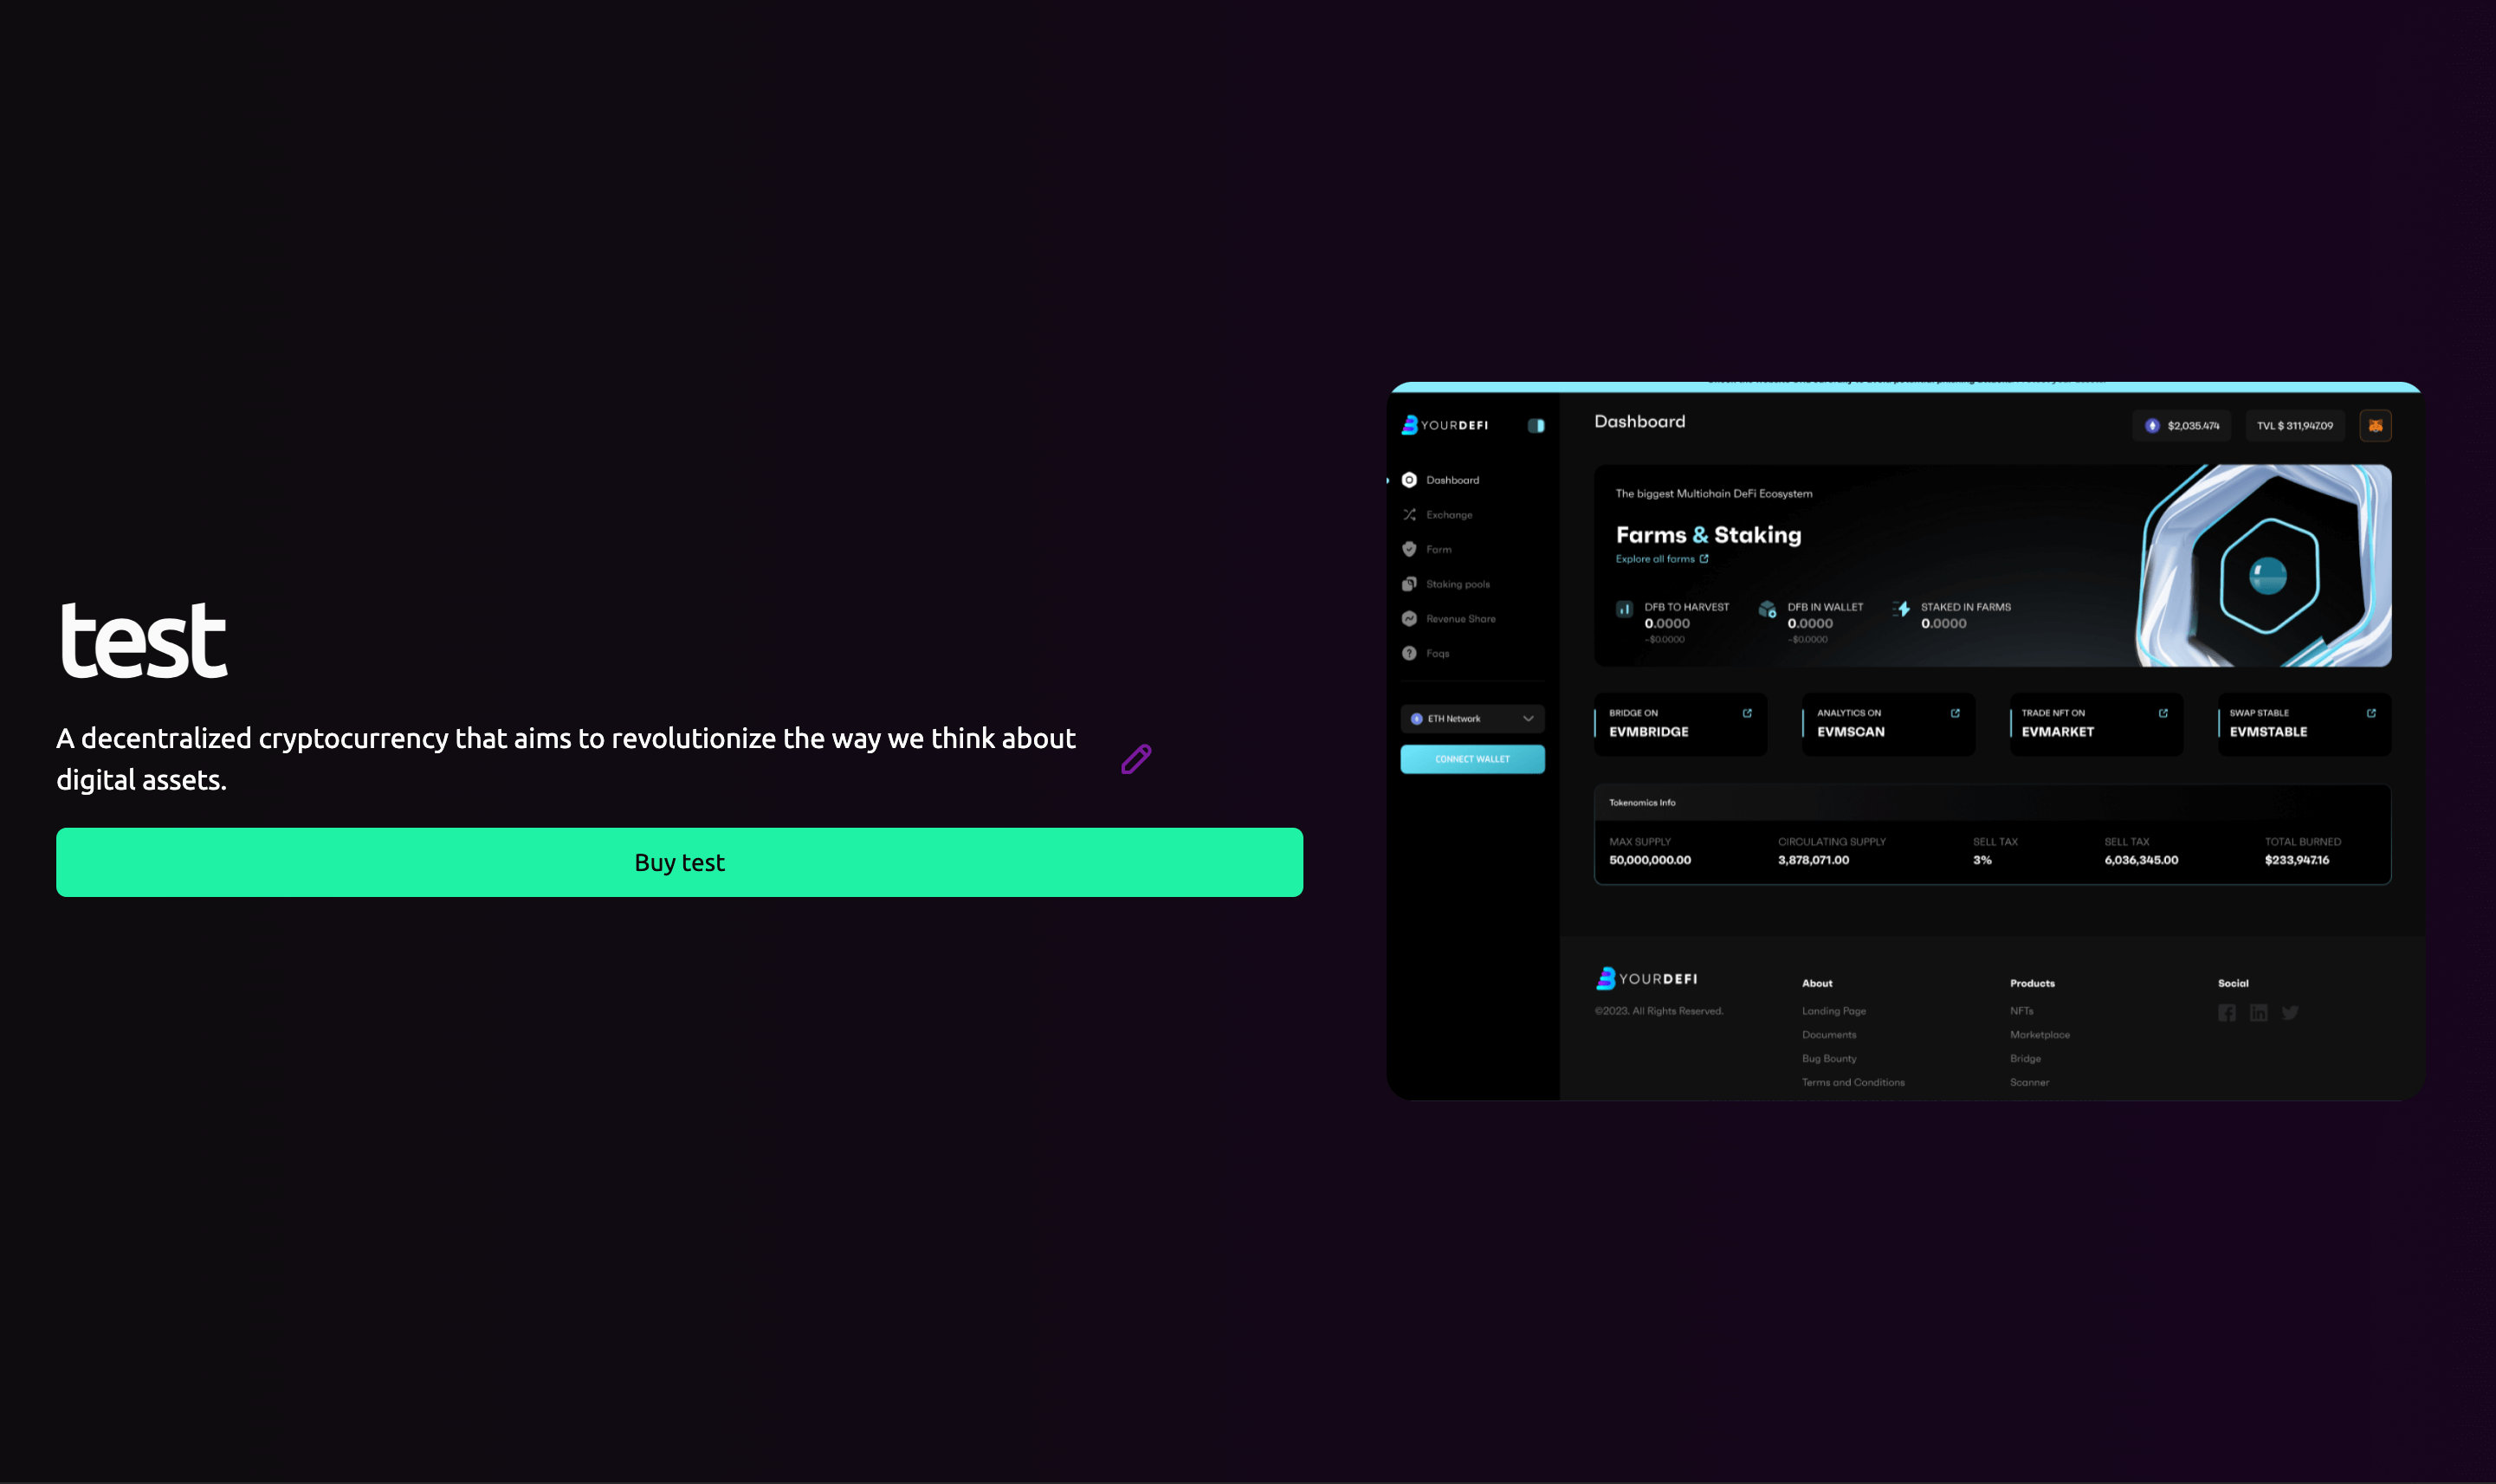 test
A decentralized cryptocurrency that aims to revolutionize the way we think about
digital assets.
Buy test
YOURDEFI
Dashboard
Exchange
Farm
Staking pools
Revenue Share
Faqs
ETH Network
CONNECT WALLET
Dashboard
$2,035.474
TVL $ 311,947.09
The biggest Multichain DeFi Ecosystem
Farms & Staking
Explore all farms
DFB TO HARVEST
0.0000
~$0.0000
DFB IN WALLET
0.0000
~$0.0000
STAKED IN FARMS
0.0000
BRIDGE ON
EVMBRIDGE
ANALYTICS ON
EVMSCAN
TRADE NFT ON
EVMARKET
SWAP STABLE
EVMSTABLE
Tokenomics Info
MAX SUPPLY
50,000,000.00
CIRCULATING SUPPLY
3,878,071.00
SELL TAX
3%
SELL TAX
6,036,345.00
TOTAL BURNED
$233,947.16
YOURDEFI
©2023. All Rights Reserved.
About
Landing Page
Documents
Bug Bounty
Terms and Conditions
Products
NFTs
Marketplace
Bridge
Scanner
Social